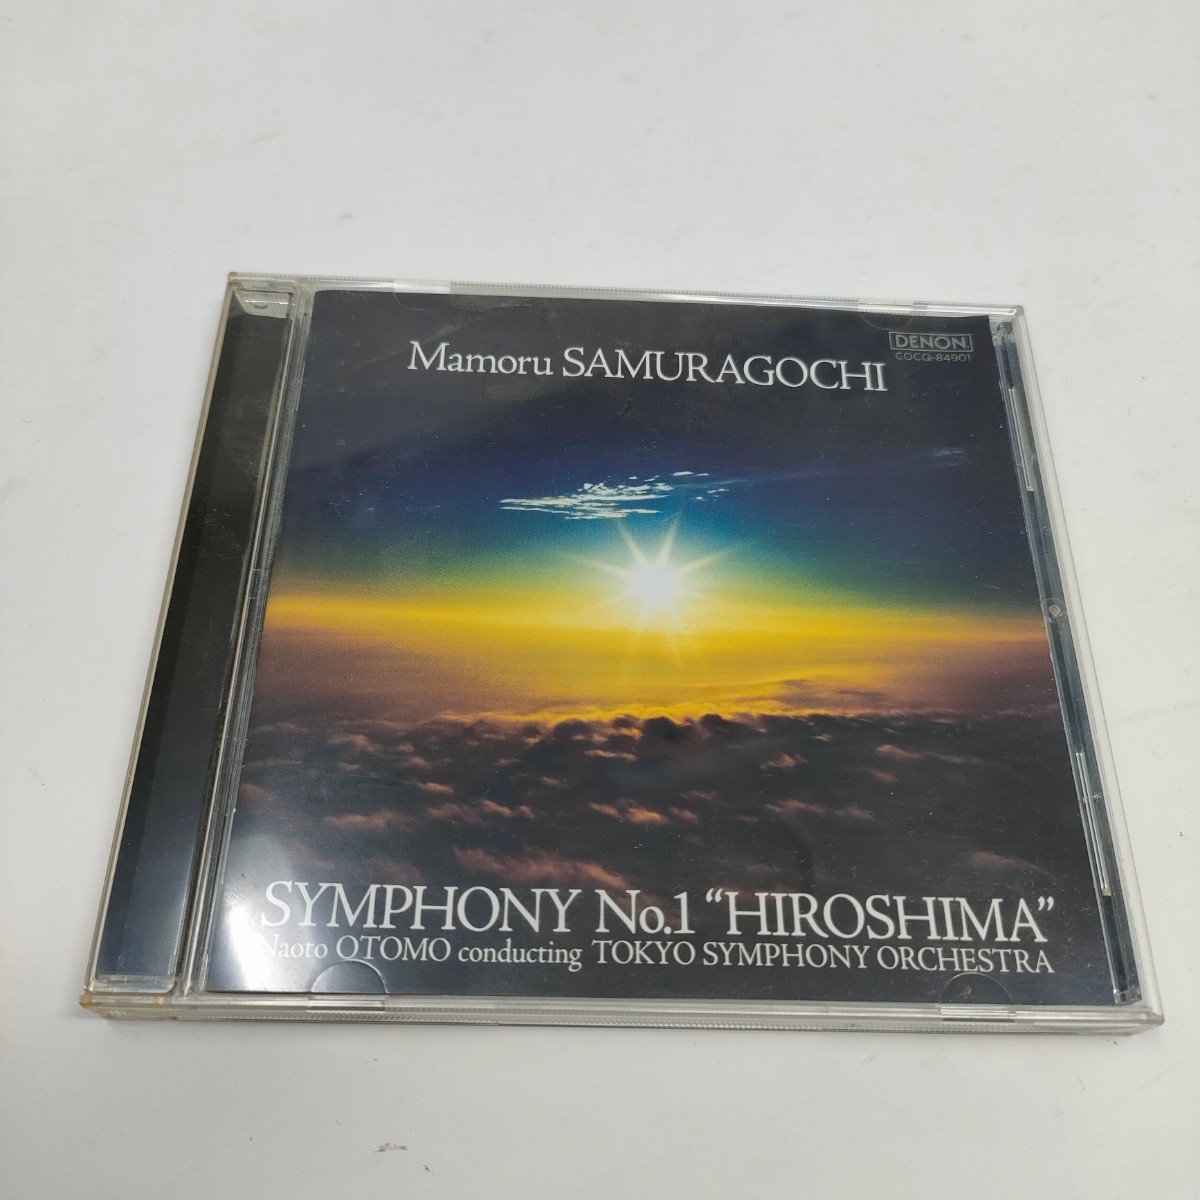 DENON
COCQ-84901
Mamoru SAMURAGOCHI
SYMPHONY No.1 “HIROSHIMA”
Naoto OTOMO conducting TOKYO SYMPHONY ORCHESTRA